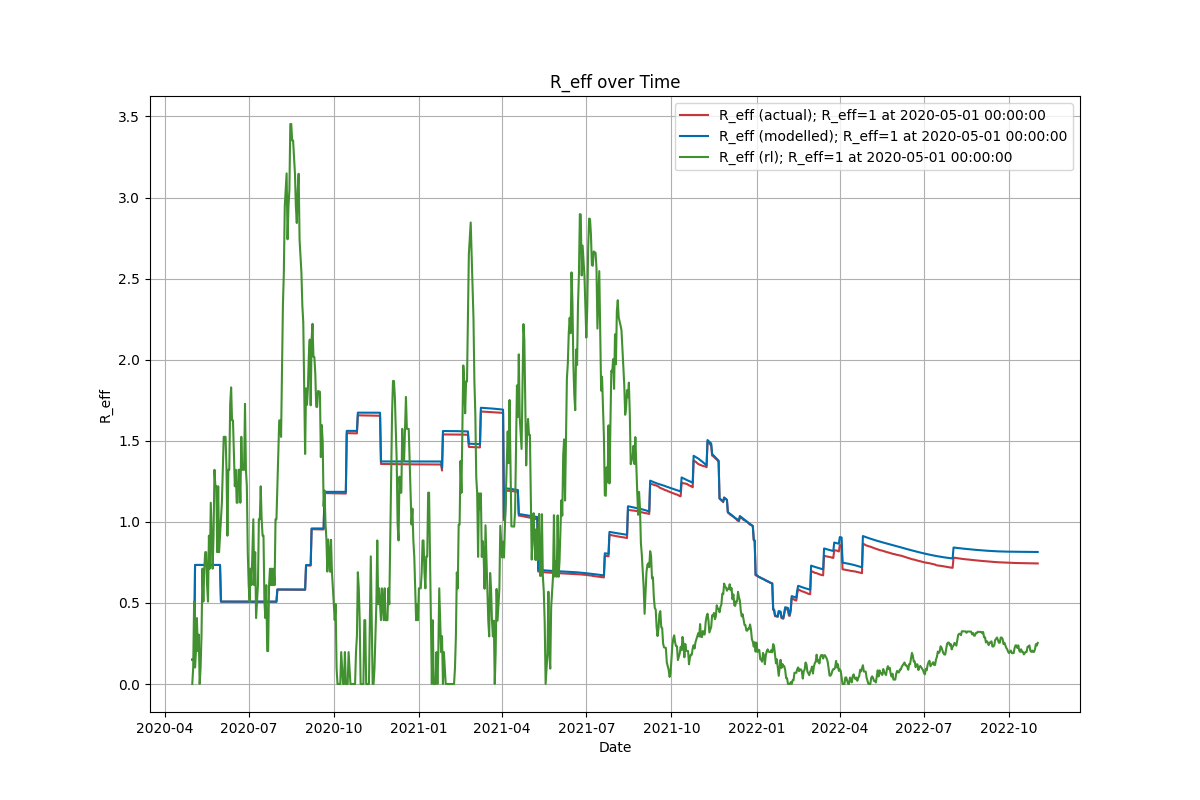 R_eff over Time
R_eff (actual); R_eff=1 at 2020-05-01 00:00:00
R_eff (modelled); R_eff=1 at 2020-05-01 00:00:00
R_eff (rl); R_eff=1 at 2020-05-01 00:00:00
3.5
3.0
2.5
2.0
1.5
1.0
0.5
0.0
R_eff
2020-04 2020-07 2020-10 2021-01 2021-04 2021-07 2021-10 2022-01 2022-04 2022-07 2022-10
Date